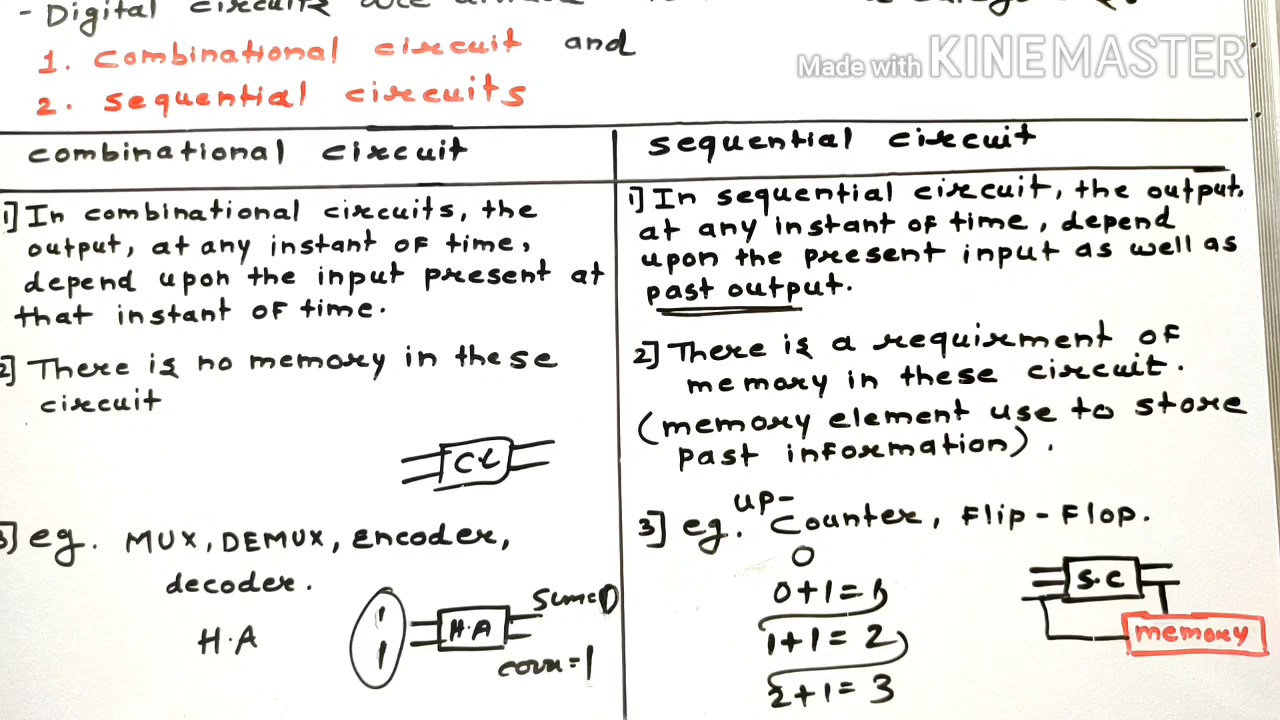 - Digital circuits are
Made with KINEMASTER
1. combinational circuit and
2. sequential circuits
combinational circuit
sequential circuit
1] In combinational circuits, the
output, at any instant of time,
depend upon the input present at
that instant of time.
2] There is no memory in these
circuit
CC
3] eg. MUX, DEMUX, Encoder,
decoder.
H.A
1
1
H.A
sum=0
1] In sequential circuit, the output,
at any instant of time, depend
upon the present input as well as
past output.
2] There is a requirment of
memory in these circuit.
(memory element use to store
past information).
3] eg. up-
counter, Flip-Flop.
0
0+1=1
1+1=2
2+1=3
S.C
memory